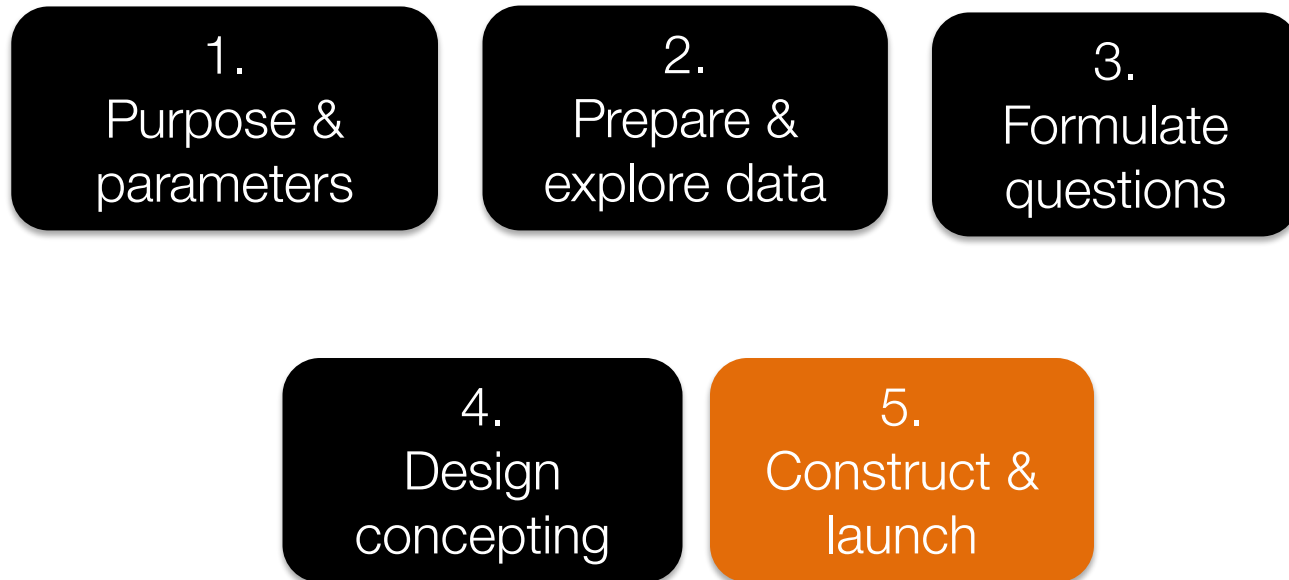 1.
Purpose &
parameters
2.
Prepare &
explore data
3.
Formulate
questions
4.
Design
concepting
5.
Construct &
launch